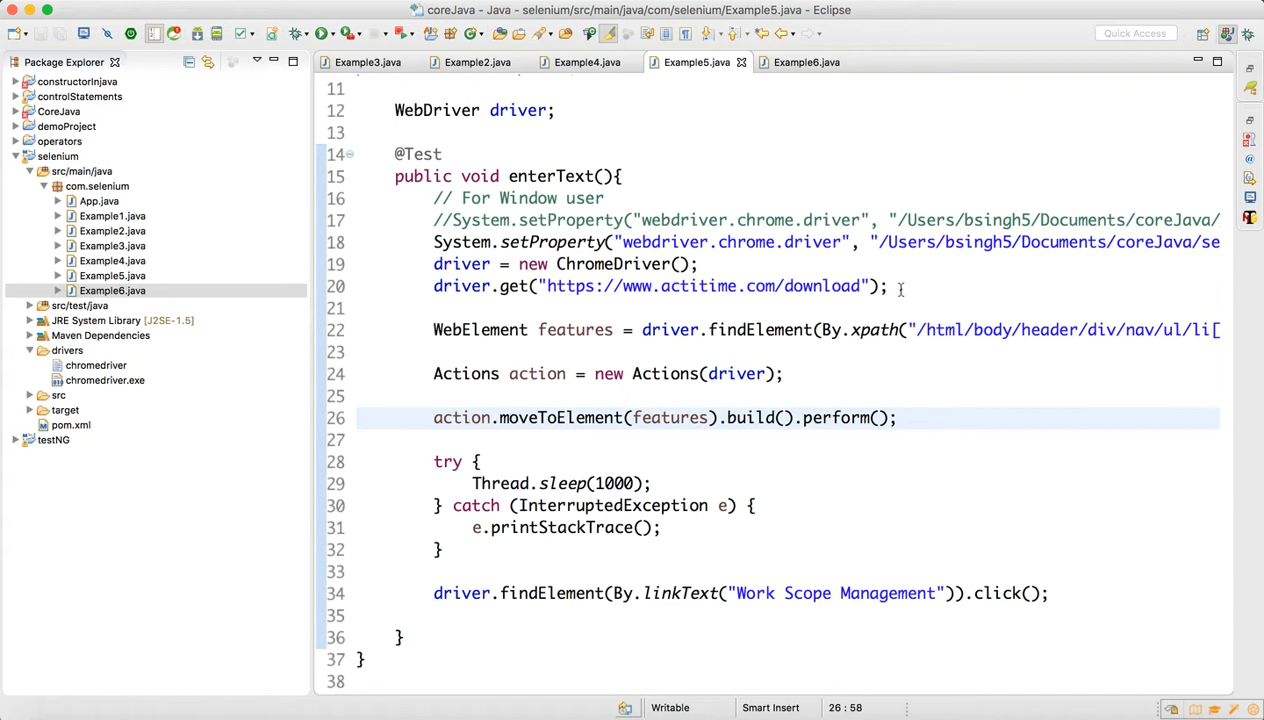 coreJava - Java - selenium/src/main/java/com/selenium/Example5.java - Eclipse
Quick Access
Package Explorer
Example3.java
Example2.java
Example4.java
Example5.java
Example6.java
constructorInjava
controlStatements
CoreJava
demoProject
operators
selenium
src/main/java
com.selenium
App.java
Example1.java
Example2.java
Example3.java
Example4.java
Example5.java
Example6.java
src/test/java
JRE System Library [J2SE-1.5]
Maven Dependencies
drivers
chromedriver
chromedriver.exe
src
target
pom.xml
testNG
11
12 WebDriver driver;
13
14 @Test
15 public void enterText(){
16 // For Window user
17 //System.setProperty("webdriver.chrome.driver", "/Users/bsingh5/Documents/coreJava/
18 System.setProperty("webdriver.chrome.driver", "/Users/bsingh5/Documents/coreJava/se
19 driver = new ChromeDriver();
20 driver.get("https://www.actitime.com/download");
21
22 WebElement features = driver.findElement(By.xpath("/html/body/header/div/nav/ul/li[
23
24 Actions action = new Actions(driver);
25
26 action.moveToElement(features).build().perform();
27
28 try {
29 Thread.sleep(1000);
30 } catch (InterruptedException e) {
31 e.printStackTrace();
32 }
33
34 driver.findElement(By.linkText("Work Scope Management")).click();
35
36 }
37 }
38
Writable
Smart Insert
26 : 58